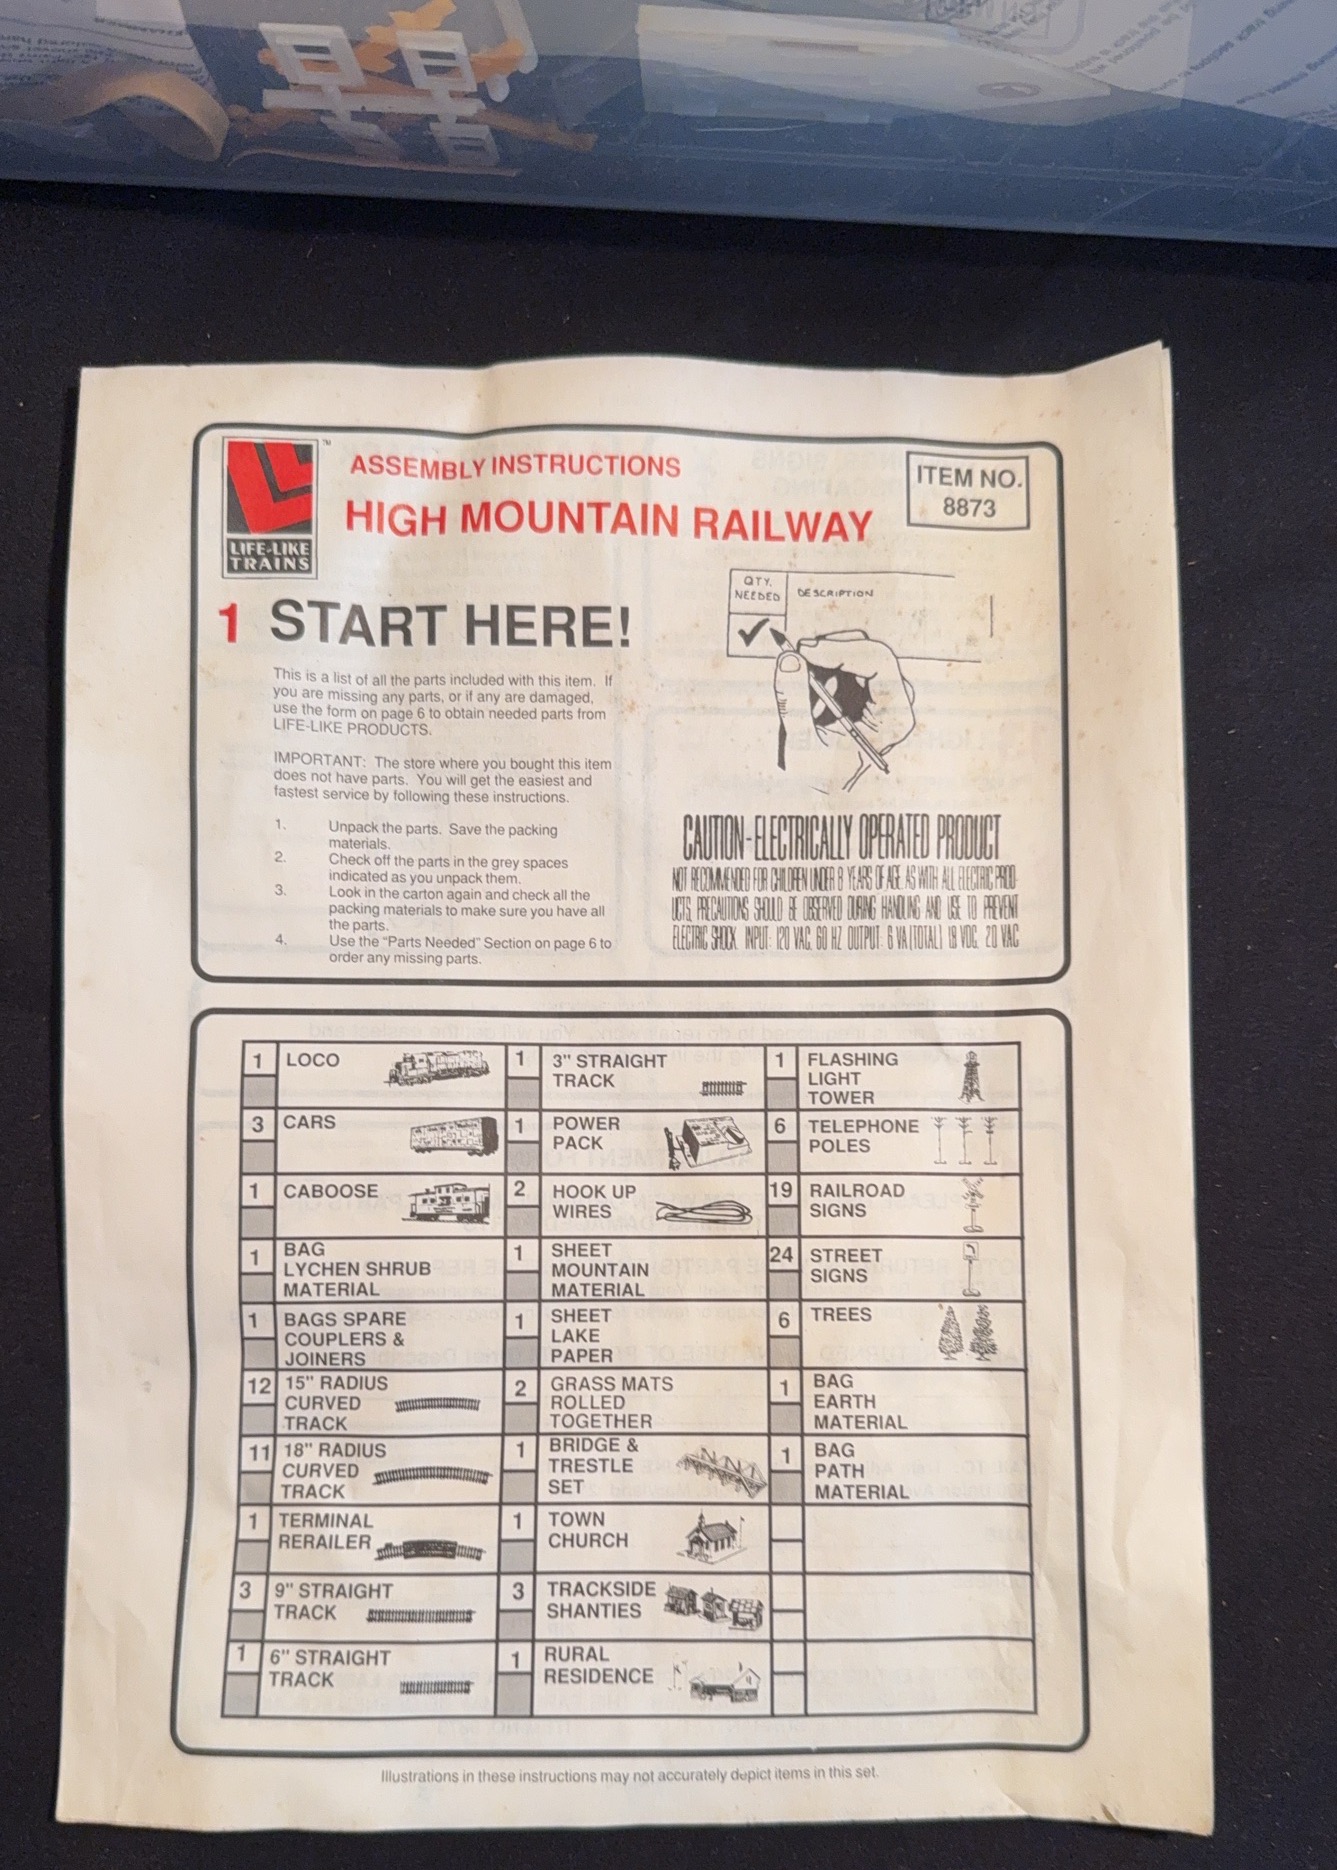 LIFE-LIKE
TRAINS
TM
ASSEMBLY INSTRUCTIONS
HIGH MOUNTAIN RAILWAY
ITEM NO.
8873
1 START HERE!
This is a list of all the parts included with this item. If
you are missing any parts, or if any are damaged,
use the form on page 6 to obtain needed parts from
LIFE-LIKE PRODUCTS.
IMPORTANT: The store where you bought this item
does not have parts. You will get the easiest and
fastest service by following these instructions.
1. Unpack the parts. Save the packing
materials.
2. Check off the parts in the grey spaces
indicated as you unpack them.
3. Look in the carton again and check all the
packing materials to make sure you have all
the parts.
4. Use the "Parts Needed" Section on page 6 to
order any missing parts.
QTY.
NEEDED
DESCRIPTION
CAUTION-ELECTRICALLY OPERATED PRODUCT
NOT RECOMMENDED FOR CHILDREN UNDER 8 YEARS OF AGE. AS WITH ALL ELECTRIC PROD-
UCTS, PRECAUTIONS SHOULD BE OBSERVED DURING HANDLING AND USE TO PREVENT
ELECTRIC SHOCK. INPUT: 120 VAC, 60 HZ OUTPUT: 6 VA (TOTAL) 18 VDC, 20 VAC
1 LOCO
3 CARS
1 CABOOSE
1 BAG
LYCHEN SHRUB
MATERIAL
1 BAGS SPARE
COUPLERS &
JOINERS
12 15" RADIUS
CURVED
TRACK
11 18" RADIUS
CURVED
TRACK
1 TERMINAL
RERAILER
3 9" STRAIGHT
TRACK
1 6" STRAIGHT
TRACK
1 3" STRAIGHT
TRACK
1 POWER
PACK
2 HOOK UP
WIRES
1 SHEET
MOUNTAIN
MATERIAL
1 SHEET
LAKE
PAPER
2 GRASS MATS
ROLLED
TOGETHER
1 BRIDGE &
TRESTLE
SET
1 TOWN
CHURCH
3 TRACKSIDE
SHANTIES
1 RURAL
RESIDENCE
1 FLASHING
LIGHT
TOWER
6 TELEPHONE
POLES
19 RAILROAD
SIGNS
24 STREET
SIGNS
6 TREES
1 BAG
EARTH
MATERIAL
1 BAG
PATH
MATERIAL
Illustrations in these instructions may not accurately depict items in this set.